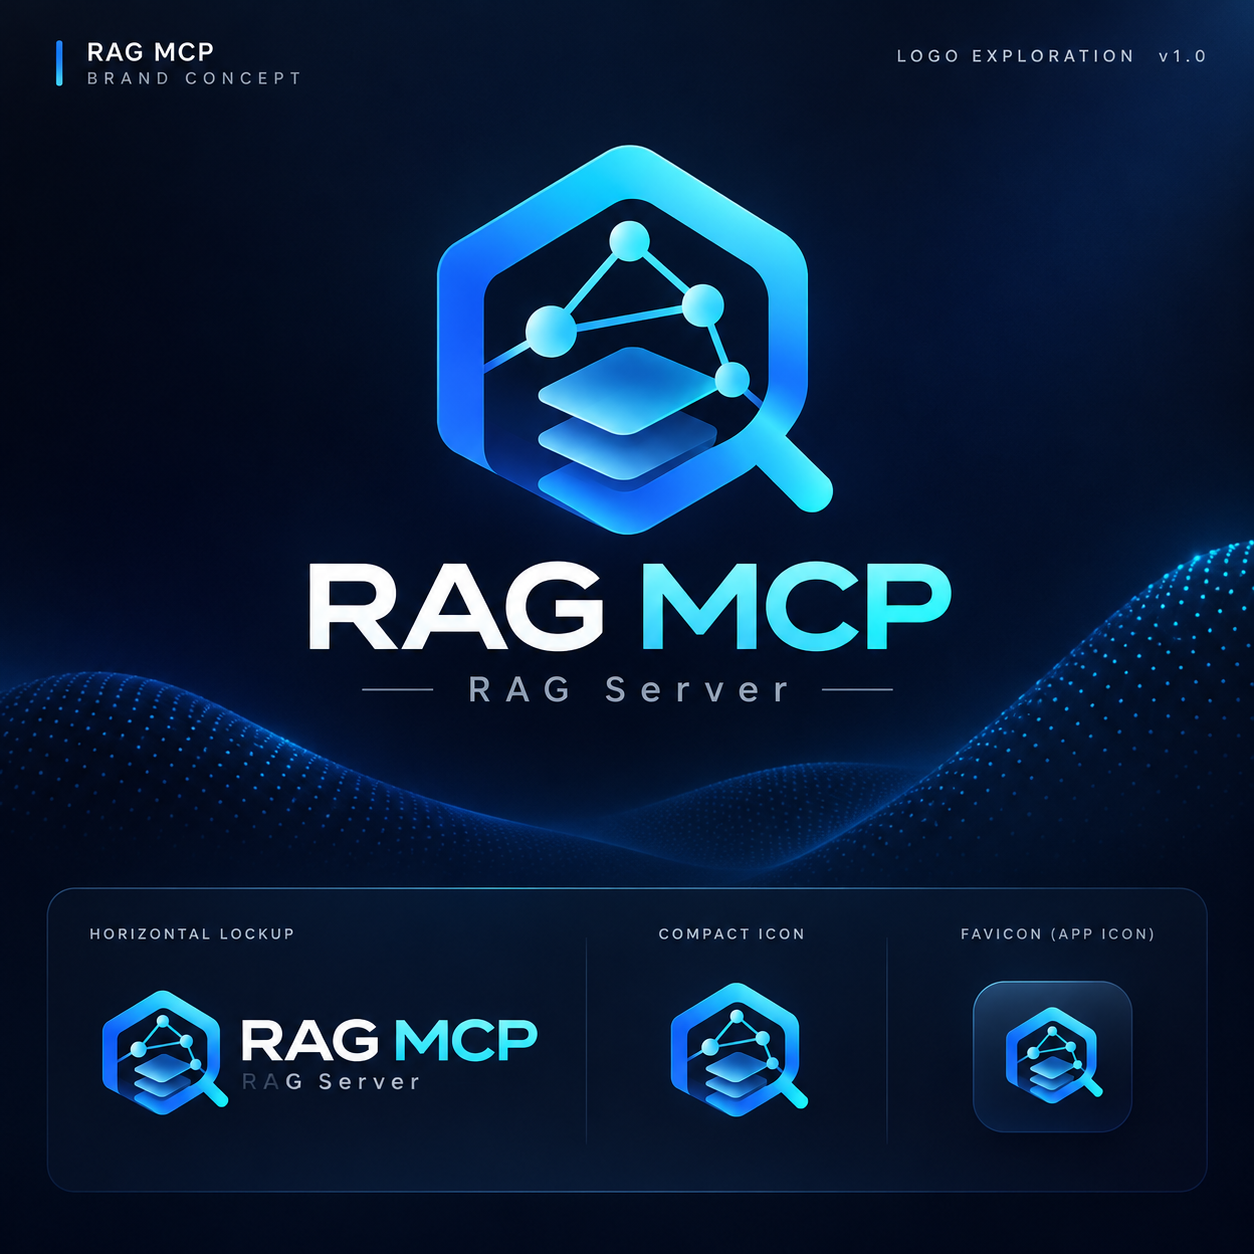 RAG MCP
BRAND CONCEPT
LOGO EXPLORATION v1.0
RAG MCP
RAG Server
HORIZONTAL LOCKUP
RAG MCP
RAG Server
COMPACT ICON
FAVICON (APP ICON)